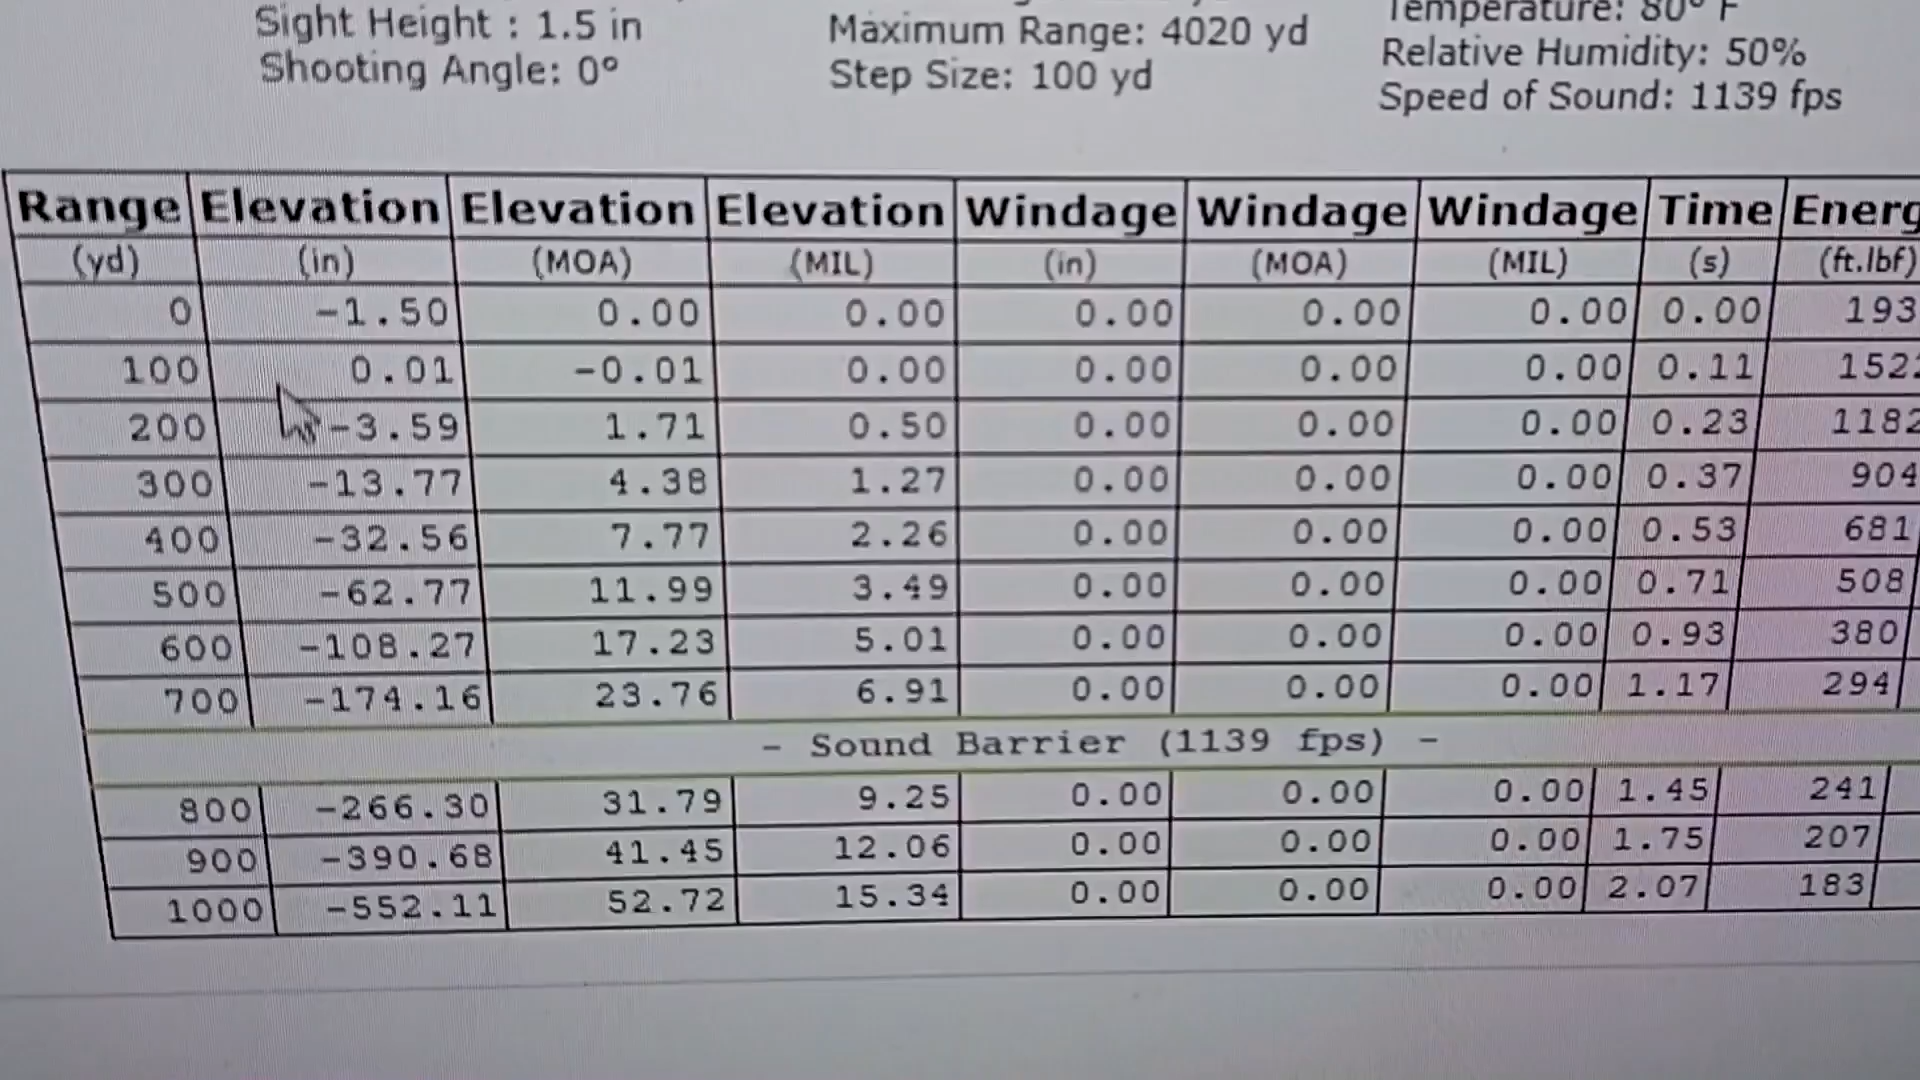 Sight Height : 1.5 in Maximum Range: 4020 yd Temperature: 80° F
Shooting Angle: 0° Step Size: 100 yd Relative Humidity: 50%
Speed of Sound: 1139 fps
Range Elevation Elevation Elevation Windage Windage Windage Time Energ
(yd) (in) (MOA) (MIL) (in) (MOA) (MIL) (s) (ft.lbf)
0 -1.50 0.00 0.00 0.00 0.00 0.00 0.00 193
100 0.01 -0.01 0.00 0.00 0.00 0.00 0.11 152
200 -3.59 1.71 0.50 0.00 0.00 0.00 0.23 1182
300 -13.77 4.38 1.27 0.00 0.00 0.00 0.37 904
400 -32.56 7.77 2.26 0.00 0.00 0.00 0.53 681
500 -62.77 11.99 3.49 0.00 0.00 0.00 0.71 508
600 -108.27 17.23 5.01 0.00 0.00 0.00 0.93 380
700 -174.16 23.76 6.91 0.00 0.00 0.00 1.17 294
- Sound Barrier (1139 fps) -
800 -266.30 31.79 9.25 0.00 0.00 0.00 1.45 241
900 -390.68 41.45 12.06 0.00 0.00 0.00 1.75 207
1000 -552.11 52.72 15.34 0.00 0.00 0.00 2.07 183